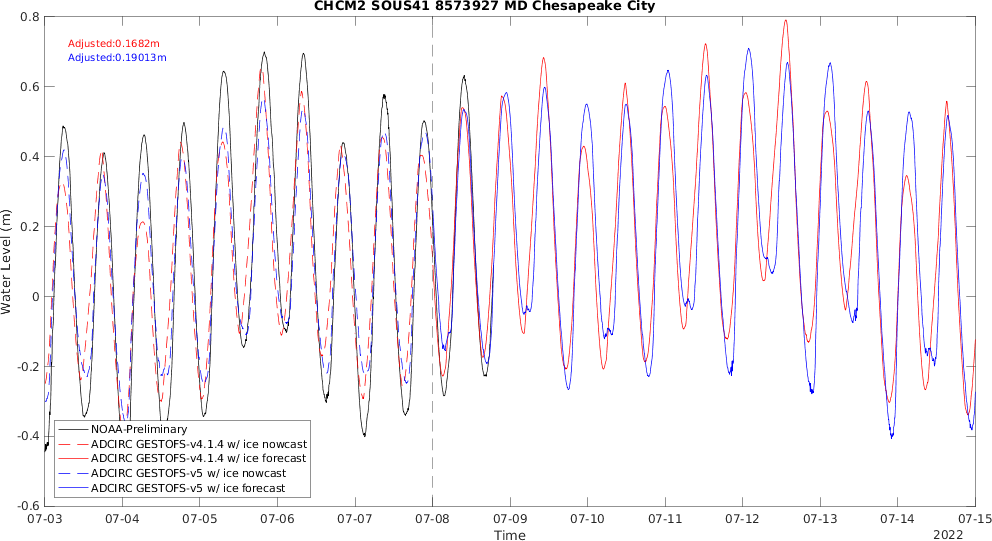 CHCM2 SOUS41 8573927 MD Chesapeake City
Adjusted:0.1682m
Adjusted:0.19013m
Water Level (m)
0.8
0.6
0.4
0.2
0
-0.2
-0.4
-0.6
NOAA-Preliminary
ADCIRC GESTOFS-v4.1.4 w/ ice nowcast
ADCIRC GESTOFS-v4.1.4 w/ ice forecast
ADCIRC GESTOFS-v5 w/ ice nowcast
ADCIRC GESTOFS-v5 w/ ice forecast
07-03 07-04 07-05 07-06 07-07 07-08 07-09 07-10 07-11 07-12 07-13 07-14 07-15
Time
2022